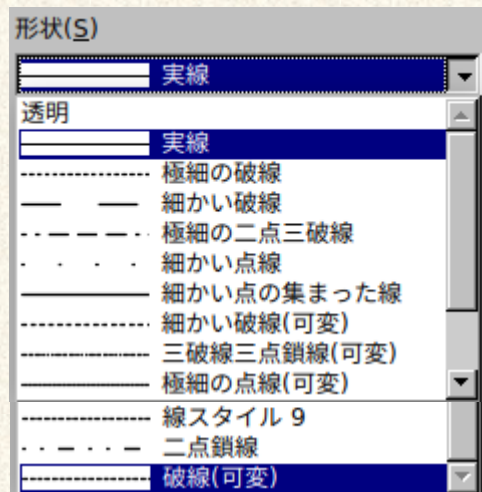 形状(S)
実線
透明
実線
極細の破線
細かい破線
極細の二点三破線
細かい点線
細かい点の集まった線
細かい破線(可変)
三破線三点鎖線(可変)
極細の点線(可変)
線スタイル 9
二点鎖線
破線(可変)